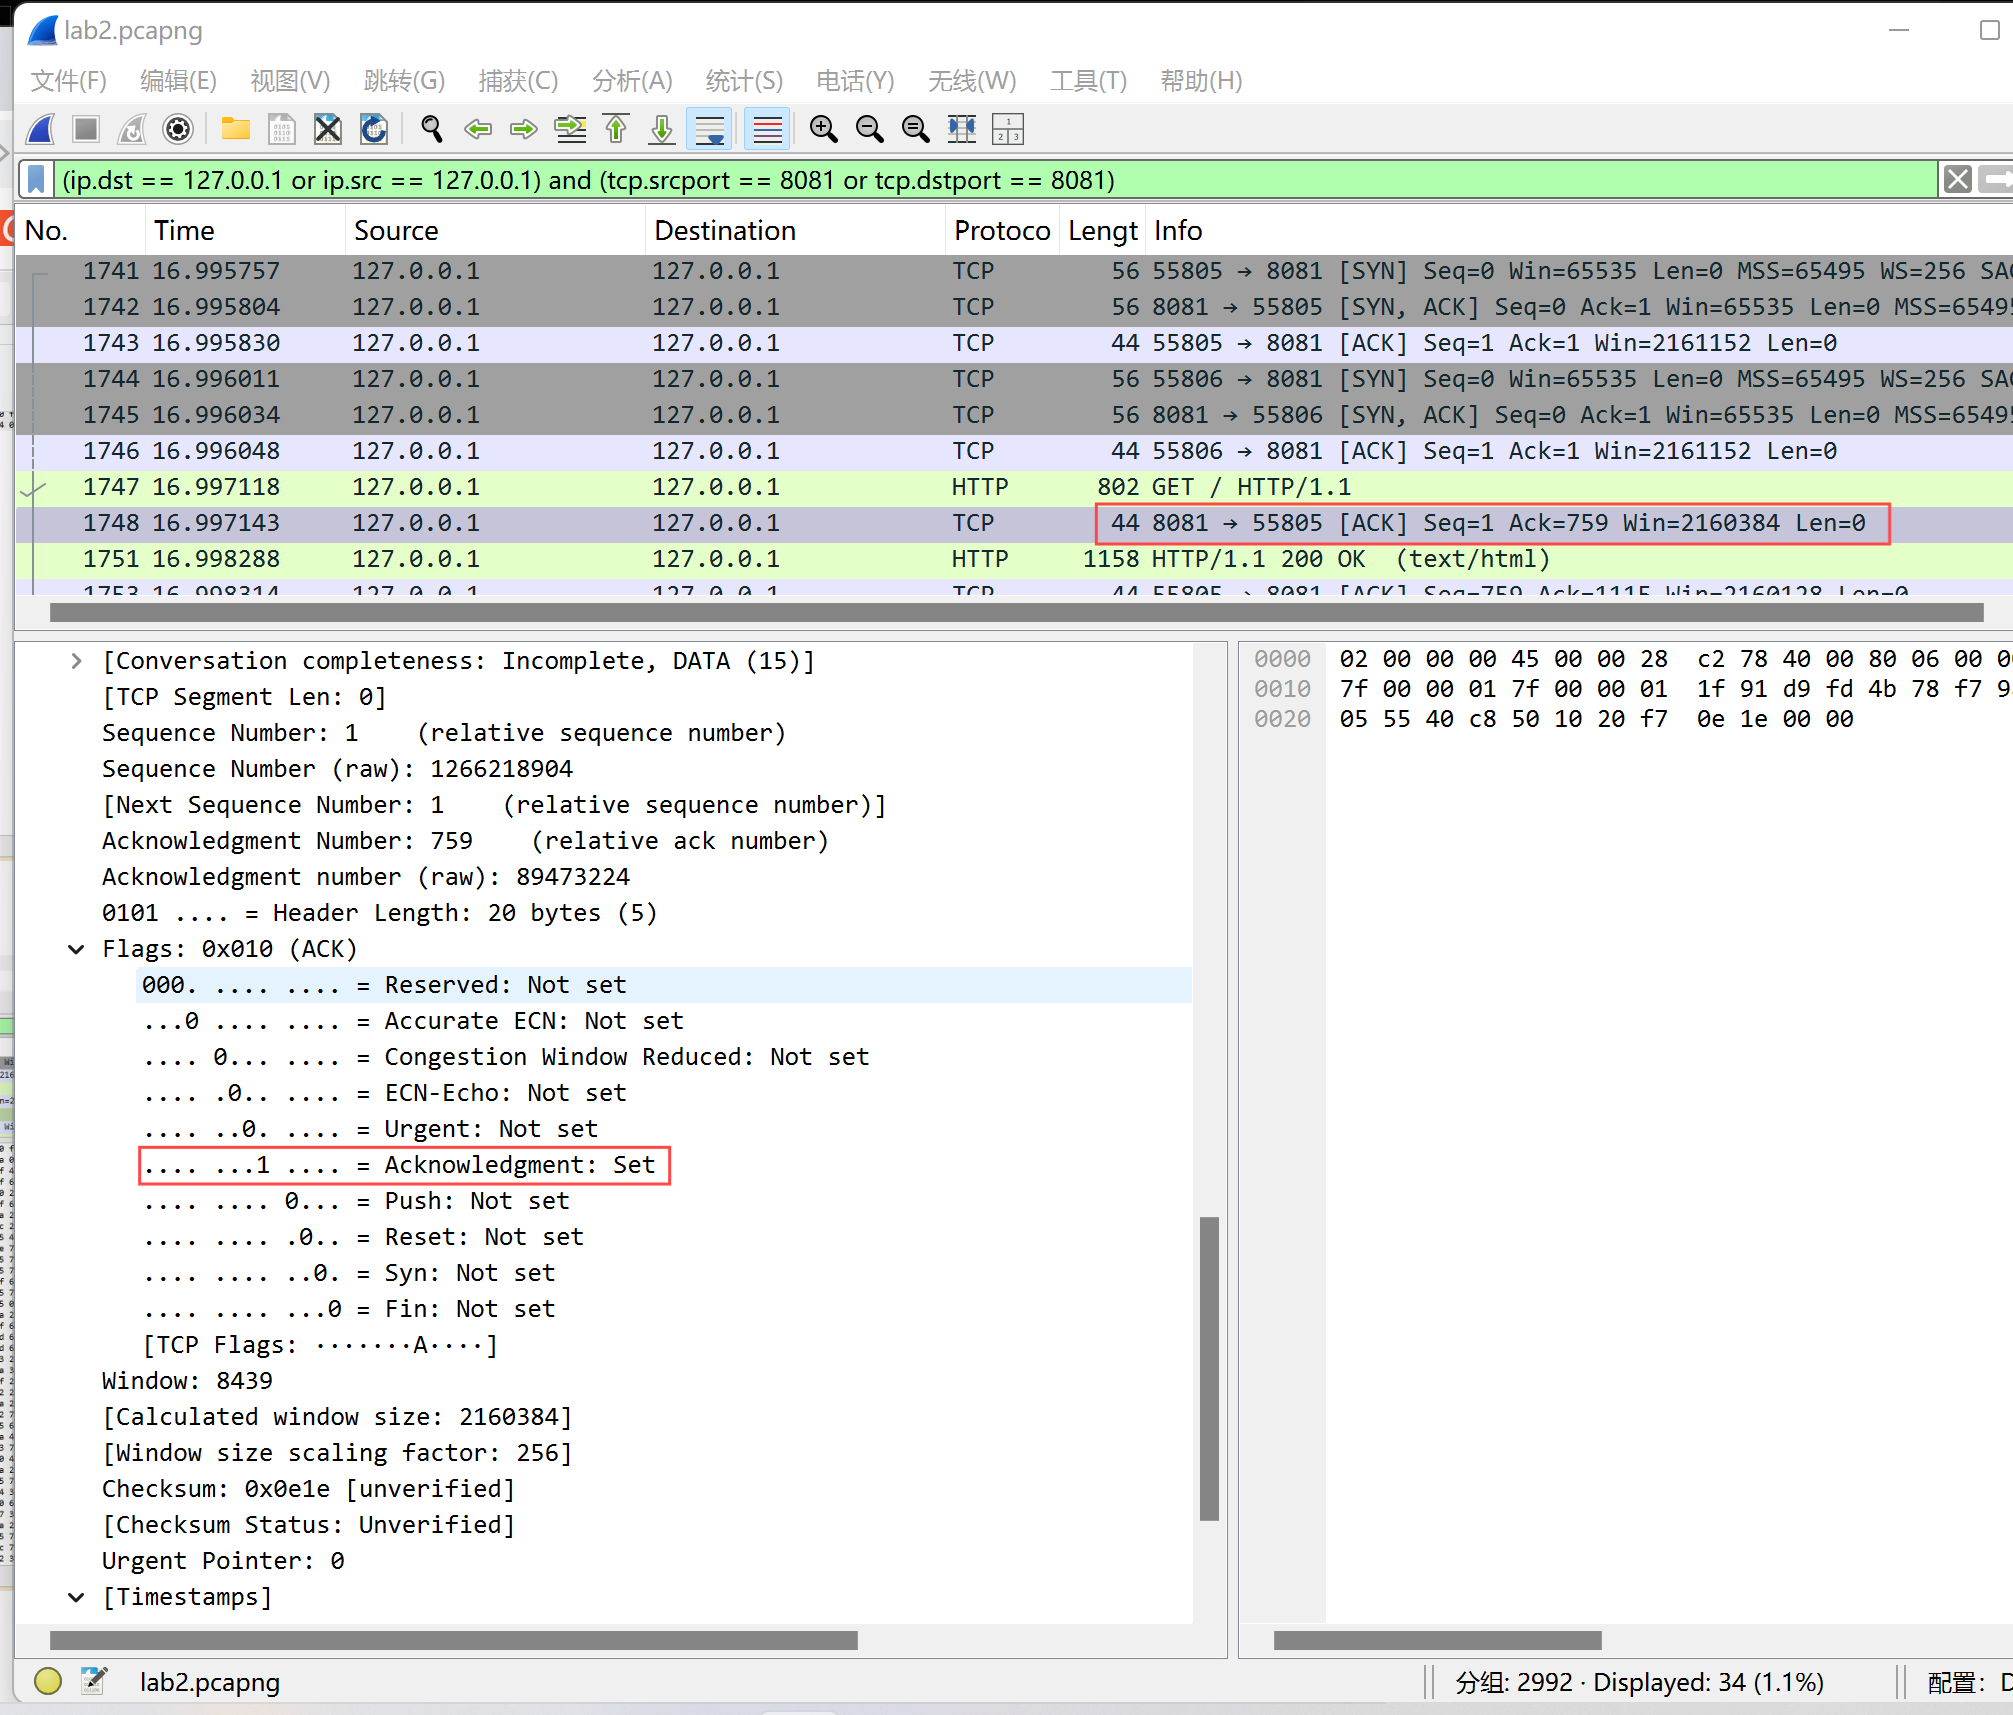 lab2.pcapng
文件(F) 编辑(E) 视图(V) 跳转(G) 捕获(C) 分析(A) 统计(S) 电话(Y) 无线(W) 工具(T) 帮助(H)
(ip.dst == 127.0.0.1 or ip.src == 127.0.0.1) and (tcp.srcport == 8081 or tcp.dstport == 8081)
No. Time Source Destination Protoco Lengt Info
1741 16.995757 127.0.0.1 127.0.0.1 TCP 56 55805 → 8081 [SYN] Seq=0 Win=65535 Len=0 MSS=65495 WS=256
1742 16.995804 127.0.0.1 127.0.0.1 TCP 56 8081 → 55805 [SYN, ACK] Seq=0 Ack=1 Win=65535 Len=0
1743 16.995830 127.0.0.1 127.0.0.1 TCP 44 55805 → 8081 [ACK] Seq=1 Ack=1 Win=2161152 Len=0
1744 16.996011 127.0.0.1 127.0.0.1 TCP 56 55806 → 8081 [SYN] Seq=0 Win=65535 Len=0 MSS=65495 WS=256
1745 16.996034 127.0.0.1 127.0.0.1 TCP 56 8081 → 55806 [SYN, ACK] Seq=0 Ack=1 Win=65535 Len=0
1746 16.996048 127.0.0.1 127.0.0.1 TCP 44 55806 → 8081 [ACK] Seq=1 Ack=1 Win=2161152 Len=0
1747 16.997118 127.0.0.1 127.0.0.1 HTTP 802 GET / HTTP/1.1
1748 16.997143 127.0.0.1 127.0.0.1 TCP 44 8081 → 55805 [ACK] Seq=1 Ack=759 Win=2160384 Len=0
1751 16.998288 127.0.0.1 127.0.0.1 HTTP 1158 HTTP/1.1 200 OK (text/html)
1753 16.998314 127.0.0.1 127.0.0.1 TCP 44 55805 → 8081 [ACK] Seq=759 Ack=1115 Win=2160128 Len=0
[Conversation completeness: Incomplete, DATA (15)]
[TCP Segment Len: 0]
Sequence Number: 1 (relative sequence number)
Sequence Number (raw): 1266218904
[Next Sequence Number: 1 (relative sequence number)]
Acknowledgment Number: 759 (relative ack number)
Acknowledgment number (raw): 89473224
0101 .... = Header Length: 20 bytes (5)
Flags: 0x010 (ACK)
000. .... .... = Reserved: Not set
...0 .... .... = Accurate ECN: Not set
.... 0... .... = Congestion Window Reduced: Not set
.... .0.. .... = ECN-Echo: Not set
.... ..0. .... = Urgent: Not set
.... ...1 .... = Acknowledgment: Set
.... .... 0... = Push: Not set
.... .... .0.. = Reset: Not set
.... .... ..0. = Syn: Not set
.... .... ...0 = Fin: Not set
[TCP Flags: ·······A····]
Window: 8439
[Calculated window size: 2160384]
[Window size scaling factor: 256]
Checksum: 0x0e1e [unverified]
[Checksum Status: Unverified]
Urgent Pointer: 0
[Timestamps]
0000 02 00 00 00 45 00 00 28 c2 78 40 00 80 06 00
0010 7f 00 00 01 7f 00 00 01 1f 91 d9 fd 4b 78 f7
0020 05 55 40 c8 50 10 20 f7 0e 1e 00 00
lab2.pcapng
分组: 2992 · Displayed: 34 (1.1%)
配置: